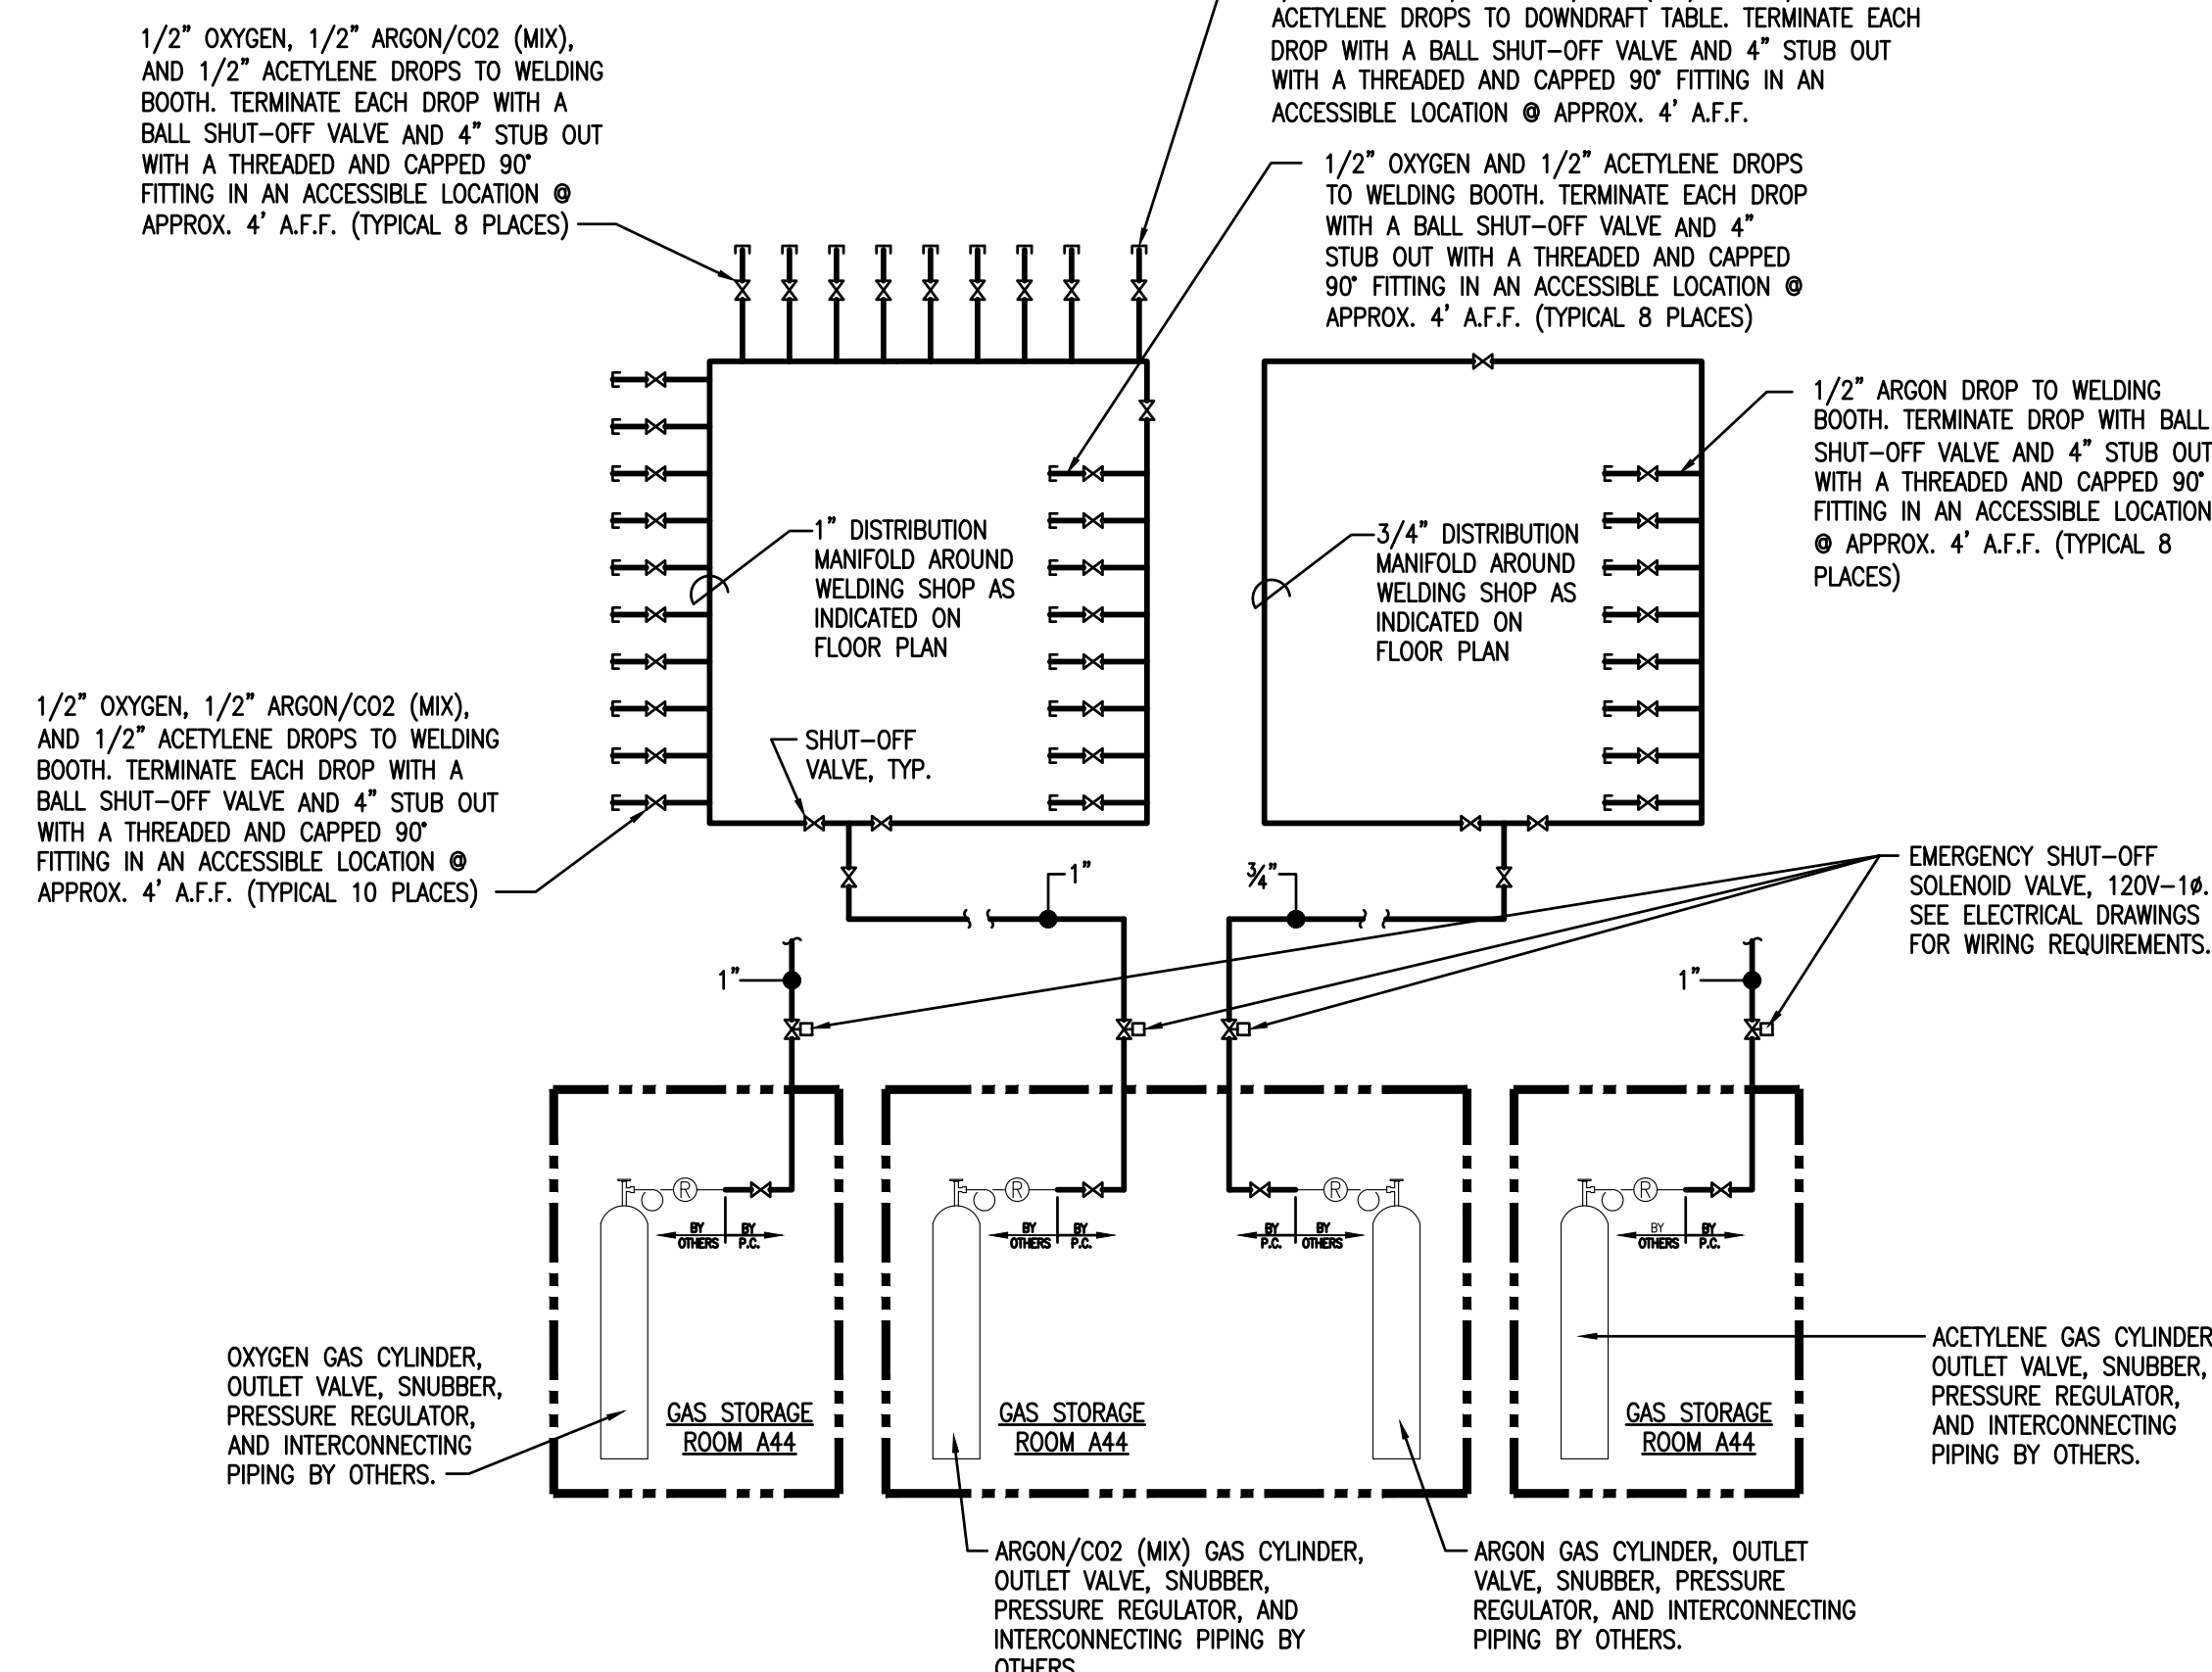 1/2" OXYGEN, 1/2" ARGON/CO2 (MIX),
AND 1/2" ACETYLENE DROPS TO WELDING
BOOTH. TERMINATE EACH DROP WITH A
BALL SHUT-OFF VALVE AND 4" STUB OUT
WITH A THREADED AND CAPPED 90°
FITTING IN AN ACCESSIBLE LOCATION @
APPROX. 4' A.F.F. (TYPICAL 8 PLACES)
ACETYLENE DROPS TO DOWNDRAFT TABLE. TERMINATE EACH
DROP WITH A BALL SHUT-OFF VALVE AND 4" STUB OUT
WITH A THREADED AND CAPPED 90° FITTING IN AN
ACCESSIBLE LOCATION @ APPROX. 4' A.F.F.
1/2" OXYGEN AND 1/2" ACETYLENE DROPS
TO WELDING BOOTH. TERMINATE EACH DROP
WITH A BALL SHUT-OFF VALVE AND 4"
STUB OUT WITH A THREADED AND CAPPED
90° FITTING IN AN ACCESSIBLE LOCATION @
APPROX. 4' A.F.F. (TYPICAL 8 PLACES)
1/2" ARGON DROP TO WELDING
BOOTH. TERMINATE DROP WITH BALL
SHUT-OFF VALVE AND 4" STUB OUT
WITH A THREADED AND CAPPED 90°
FITTING IN AN ACCESSIBLE LOCATION
@ APPROX. 4' A.F.F. (TYPICAL 8
PLACES)
1" DISTRIBUTION
MANIFOLD AROUND
WELDING SHOP AS
INDICATED ON
FLOOR PLAN
3/4" DISTRIBUTION
MANIFOLD AROUND
WELDING SHOP AS
INDICATED ON
FLOOR PLAN
1/2" OXYGEN, 1/2" ARGON/CO2 (MIX),
AND 1/2" ACETYLENE DROPS TO WELDING
BOOTH. TERMINATE EACH DROP WITH A
BALL SHUT-OFF VALVE AND 4" STUB OUT
WITH A THREADED AND CAPPED 90°
FITTING IN AN ACCESSIBLE LOCATION @
APPROX. 4' A.F.F. (TYPICAL 10 PLACES)
SHUT-OFF
VALVE, TYP.
1"
3/4"
EMERGENCY SHUT-OFF
SOLENOID VALVE, 120V-1ø.
SEE ELECTRICAL DRAWINGS
FOR WIRING REQUIREMENTS.
1"
1"
R
BY OTHERS
BY P.C.
R
BY OTHERS
BY P.C.
R
BY P.C.
BY OTHERS
R
BY OTHERS
BY P.C.
OXYGEN GAS CYLINDER,
OUTLET VALVE, SNUBBER,
PRESSURE REGULATOR,
AND INTERCONNECTING
PIPING BY OTHERS.
GAS STORAGE
ROOM A44
GAS STORAGE
ROOM A44
GAS STORAGE
ROOM A44
ACETYLENE GAS CYLINDER
OUTLET VALVE, SNUBBER,
PRESSURE REGULATOR,
AND INTERCONNECTING
PIPING BY OTHERS.
ARGON/CO2 (MIX) GAS CYLINDER,
OUTLET VALVE, SNUBBER,
PRESSURE REGULATOR, AND
INTERCONNECTING PIPING BY
OTHERS
ARGON GAS CYLINDER, OUTLET
VALVE, SNUBBER, PRESSURE
REGULATOR, AND INTERCONNECTING
PIPING BY OTHERS.